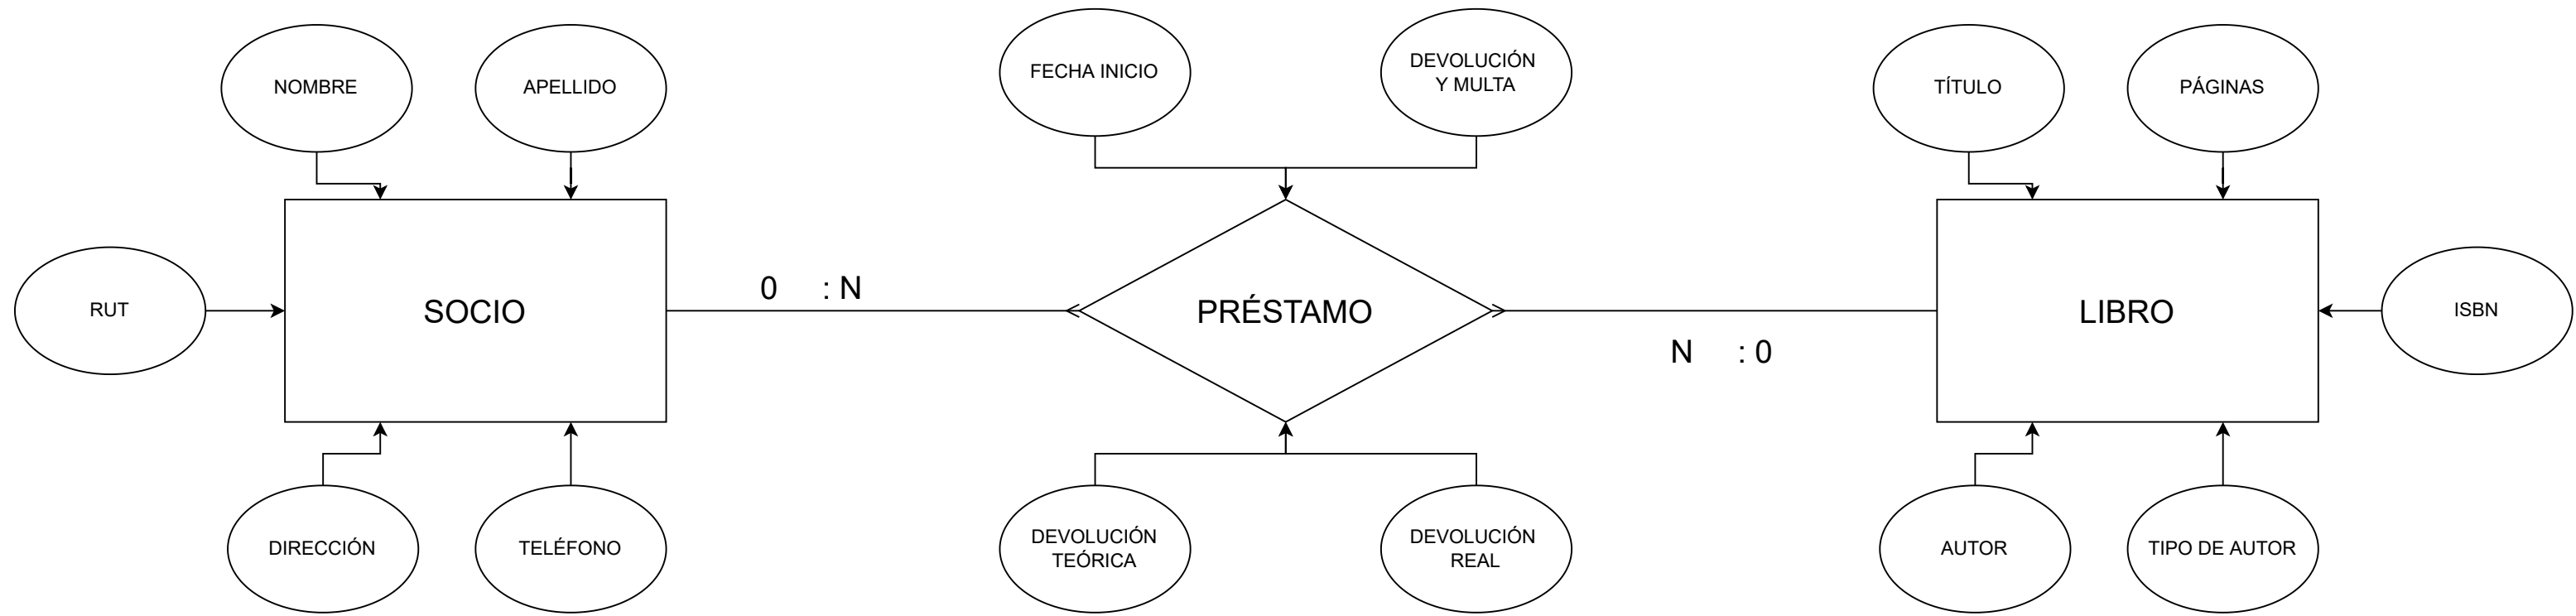 NOMBRE
APELLIDO
FECHA INICIO
DEVOLUCIÓN
Y MULTA
TÍTULO
PÁGINAS
RUT
SOCIO
0 : N
PRÉSTAMO
N : 0
LIBRO
ISBN
DIRECCIÓN
TELÉFONO
DEVOLUCIÓN
TEÓRICA
DEVOLUCIÓN
REAL
AUTOR
TIPO DE AUTOR